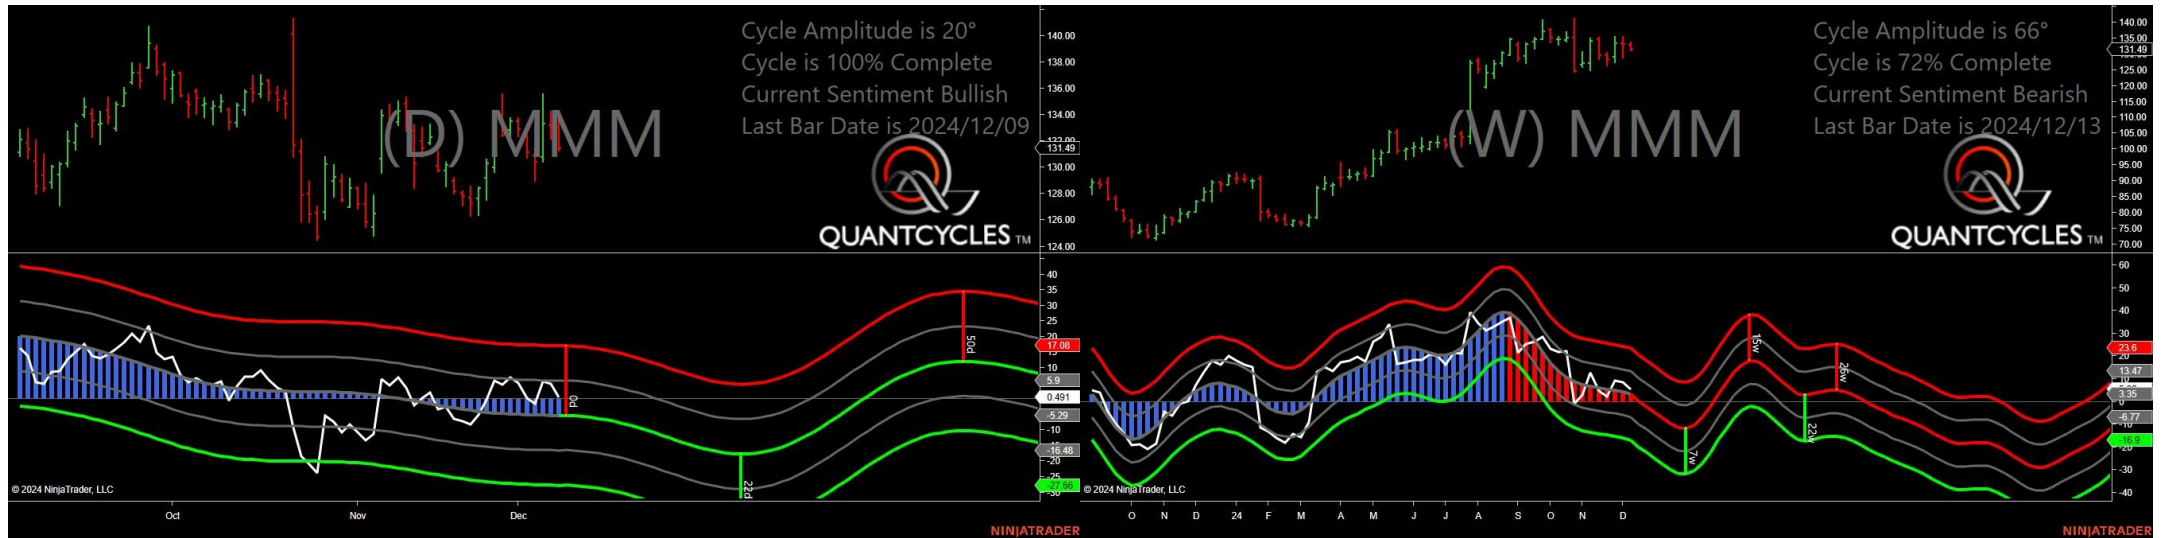 Cycle Amplitude is 20°
Cycle is 100% Complete
Current Sentiment Bullish
Last Bar Date is 2024/12/09
(D) MMM
QUANTCYCLES TM
140.00
138.00
136.00
134.00
132.00
131.49
130.00
128.00
126.00
124.00
40
35
30
25
20
17.08
10
5.9
0.491
-5.29
-10
-16.48
-20
-25
-27.66
-30
0d
22d
50d
© 2024 NinjaTrader, LLC
Oct Nov Dec
NINJATRADER
Cycle Amplitude is 66°
Cycle is 72% Complete
Current Sentiment Bearish
Last Bar Date is 2024/12/13
(W) MMM
QUANTCYCLES TM
140.00
135.00
131.49
125.00
120.00
115.00
110.00
105.00
100.00
95.00
90.00
85.00
80.00
75.00
70.00
60
50
40
30
23.6
20
13.47
3.35
0
-6.77
-16.9
-30
-40
7w
15w
22w
26w
© 2024 NinjaTrader, LLC
O N D 24 F M A M J J A S O N D
NINJATRADER